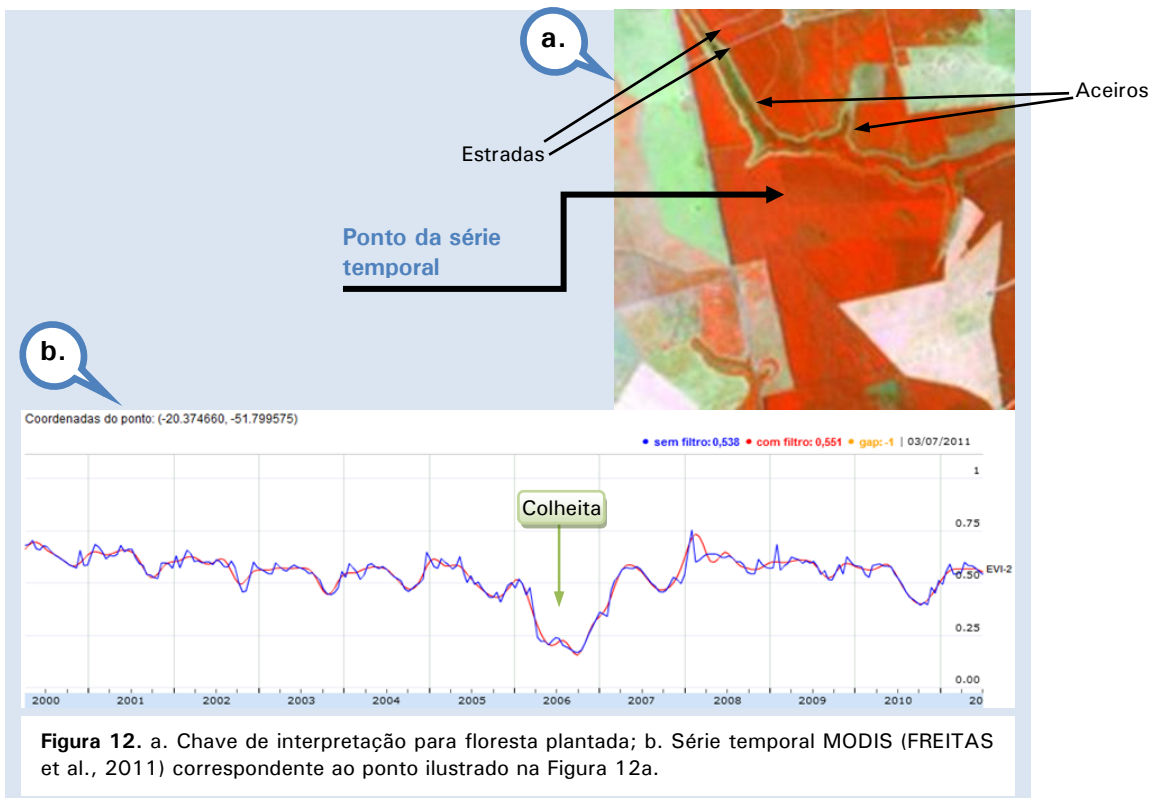 a.
Aceiros
Estradas
Ponto da série
temporal
b.
Coordenadas do ponto: (-20.374660, -51.799575)
● sem filtro: 0,538 ● com filtro: 0,551 ● gap: -1 | 03/07/2011
1
Colheita
0.75
0.50 EVI-2
0.25
0.00
2000 2001 2002 2003 2004 2005 2006 2007 2008 2009 2010 20
Figura 12. a. Chave de interpretação para floresta plantada; b. Série temporal MODIS (FREITAS
et al., 2011) correspondente ao ponto ilustrado na Figura 12a.